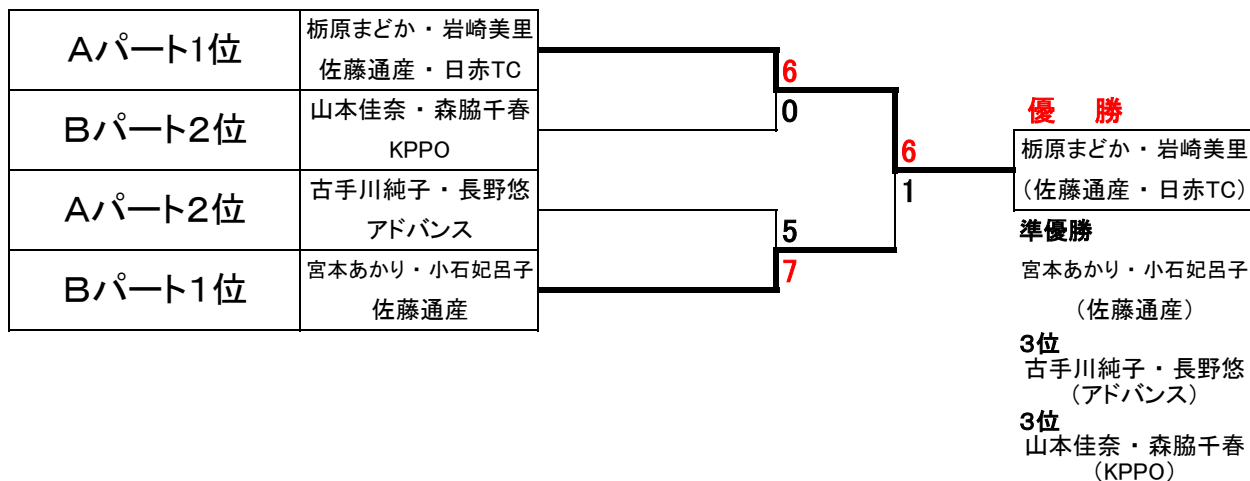 Aパート1位
栃原まどか・岩崎美里
佐藤通産・日赤TC
Bパート2位
山本佳奈・森脇千春
KPPO
Aパート2位
古手川純子・長野悠
アドバンス
Bパート1位
宮本あかり・小石妃呂子
佐藤通産
6
0
5
7
6
1
優 勝
栃原まどか・岩崎美里
(佐藤通産・日赤TC)
準優勝
宮本あかり・小石妃呂子
(佐藤通産)
3位
古手川純子・長野悠
(アドバンス)
3位
山本佳奈・森脇千春
(KPPO)